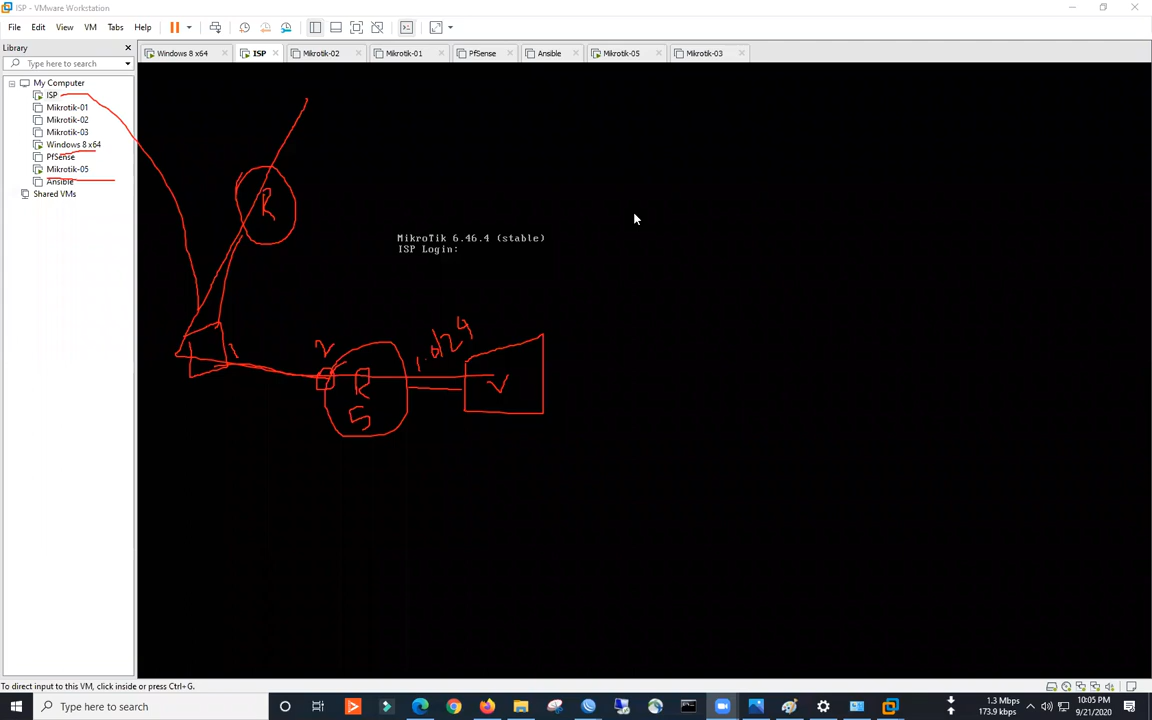 ISP - VMware Workstation
File Edit View VM Tabs Help
Library
Type here to search
My Computer
ISP
Mikrotik-01
Mikrotik-02
Mikrotik-03
Windows 8 x64
PfSense
Mikrotik-05
Ansible
Shared VMs
Windows 8 x64 ISP Mikrotik-02 Mikrotik-01 PfSense Ansible Mikrotik-05 Mikrotik-03
R
MikroTik 6.46.4 (stable)
ISP Login:
1
2
R
5
V
To direct input to this VM, click inside or press Ctrl+G.
Type here to search
1.3 Mbps
173.9 kbps
10:05 PM
9/21/2020